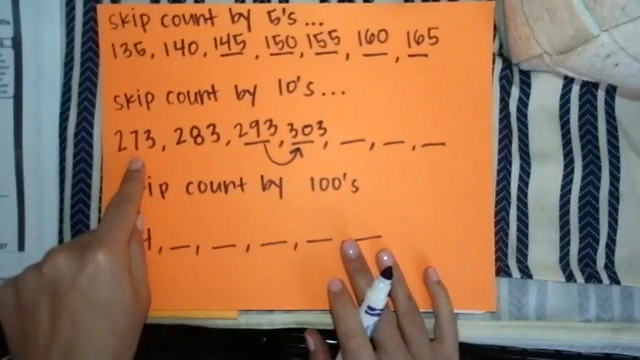 skip count by 5's...
135, 140, 145, 150, 155, 160, 165
skip count by 10's...
273, 283, 293, 303, __, __, __
count by 100's
__, __, __, __, __